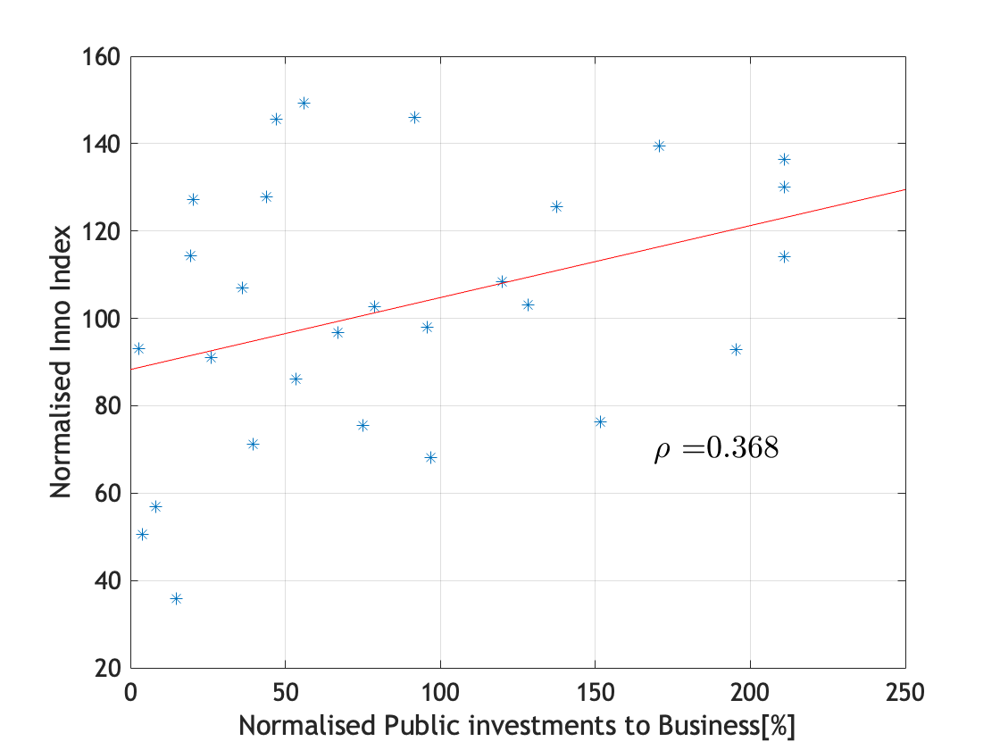 160
140
120
100
80
60
40
20
Normalised Inno Index
ρ =0.368
0 50 100 150 200 250
Normalised Public investments to Business[%]